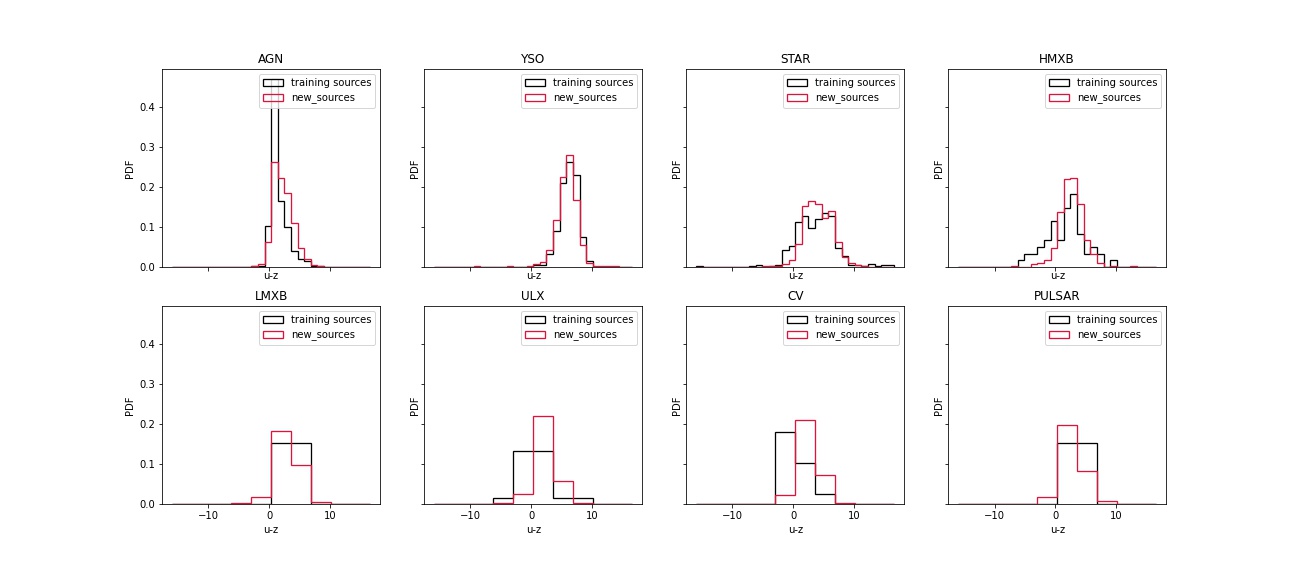 AGN
YSO
STAR
HMXB
training sources
new_sources
training sources
new_sources
training sources
new_sources
training sources
new_sources
PDF
0.4
0.3
0.2
0.1
0.0
PDF
PDF
PDF
u-z
u-z
u-z
u-z
LMXB
ULX
CV
PULSAR
training sources
new_sources
training sources
new_sources
training sources
new_sources
training sources
new_sources
PDF
0.4
0.3
0.2
0.1
0.0
PDF
PDF
PDF
−10 0 10
−10 0 10
−10 0 10
−10 0 10
u-z
u-z
u-z
u-z